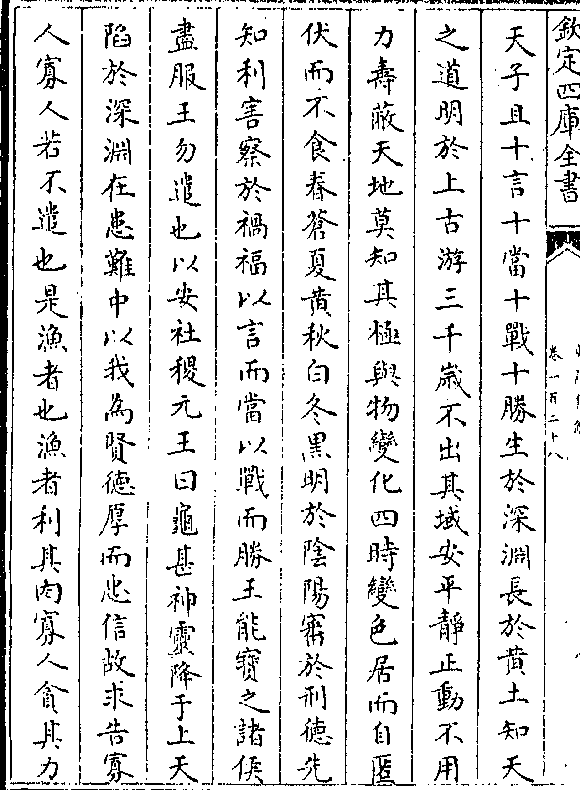 欽定四庫全書
卷一百二十八
天子且十言十當十戰十勝生於深淵長於黄土知天
之道明於上古游三千歲不出其域安平靜正動不用
力壽蔽天地莫知其極與物變化四時變色居而自匿
伏而不食春蒼夏黄秋白冬黑明於陰陽審於刑德先
知利害察於禍福以言而當以戰而勝王能寶之諸侯
盡服王勿遣也以安社稷元王曰龜甚神靈降于上天
陷於深淵在患難中以我為賢德厚而忠信故來告寡
人寡人若不遣也是漁者也漁者利其肉寡人貪其力